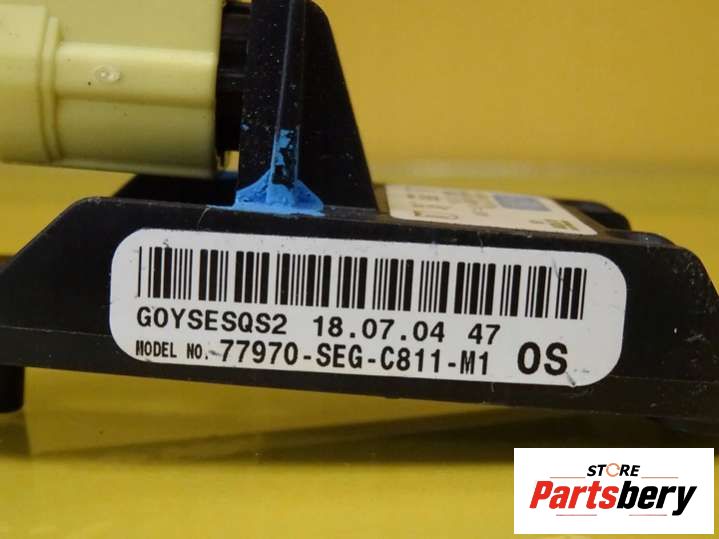 GOYSESQS2 18.07.04 47
MODEL NO. 77970-SEG-C811-M1 OS
STORE
Partsbery